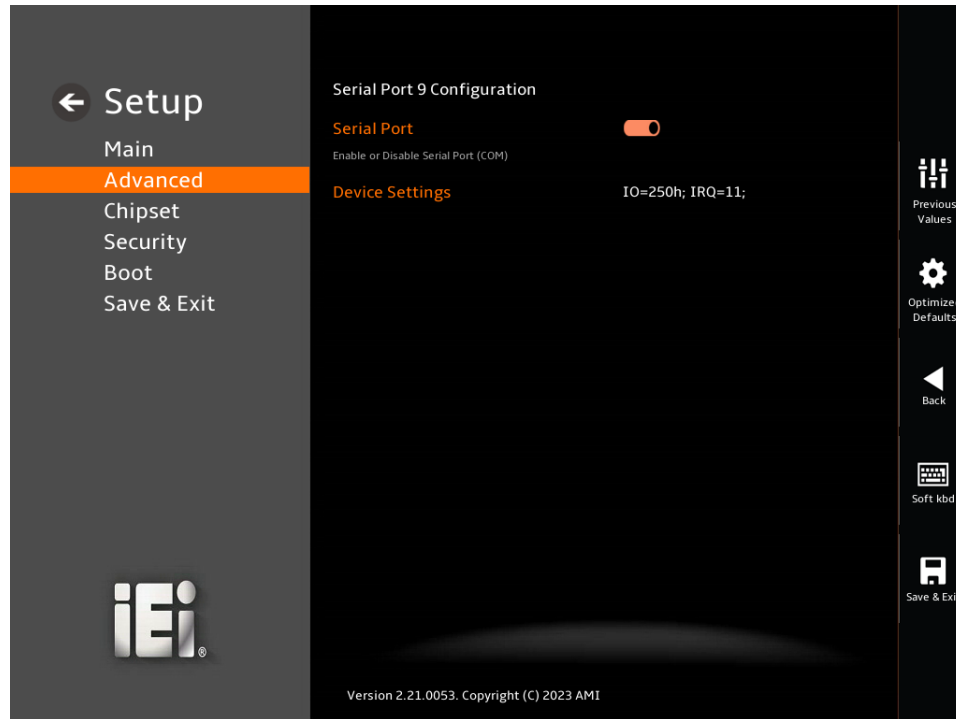 Setup
Main
Advanced
Chipset
Security
Boot
Save & Exit
iEi®
Serial Port 9 Configuration
Serial Port
Enable or Disable Serial Port (COM)
Device Settings IO=250h; IRQ=11;
Previous
Values
Optimize
Defaults
Back
Soft kbd
Save & Exi
Version 2.21.0053. Copyright (C) 2023 AMI